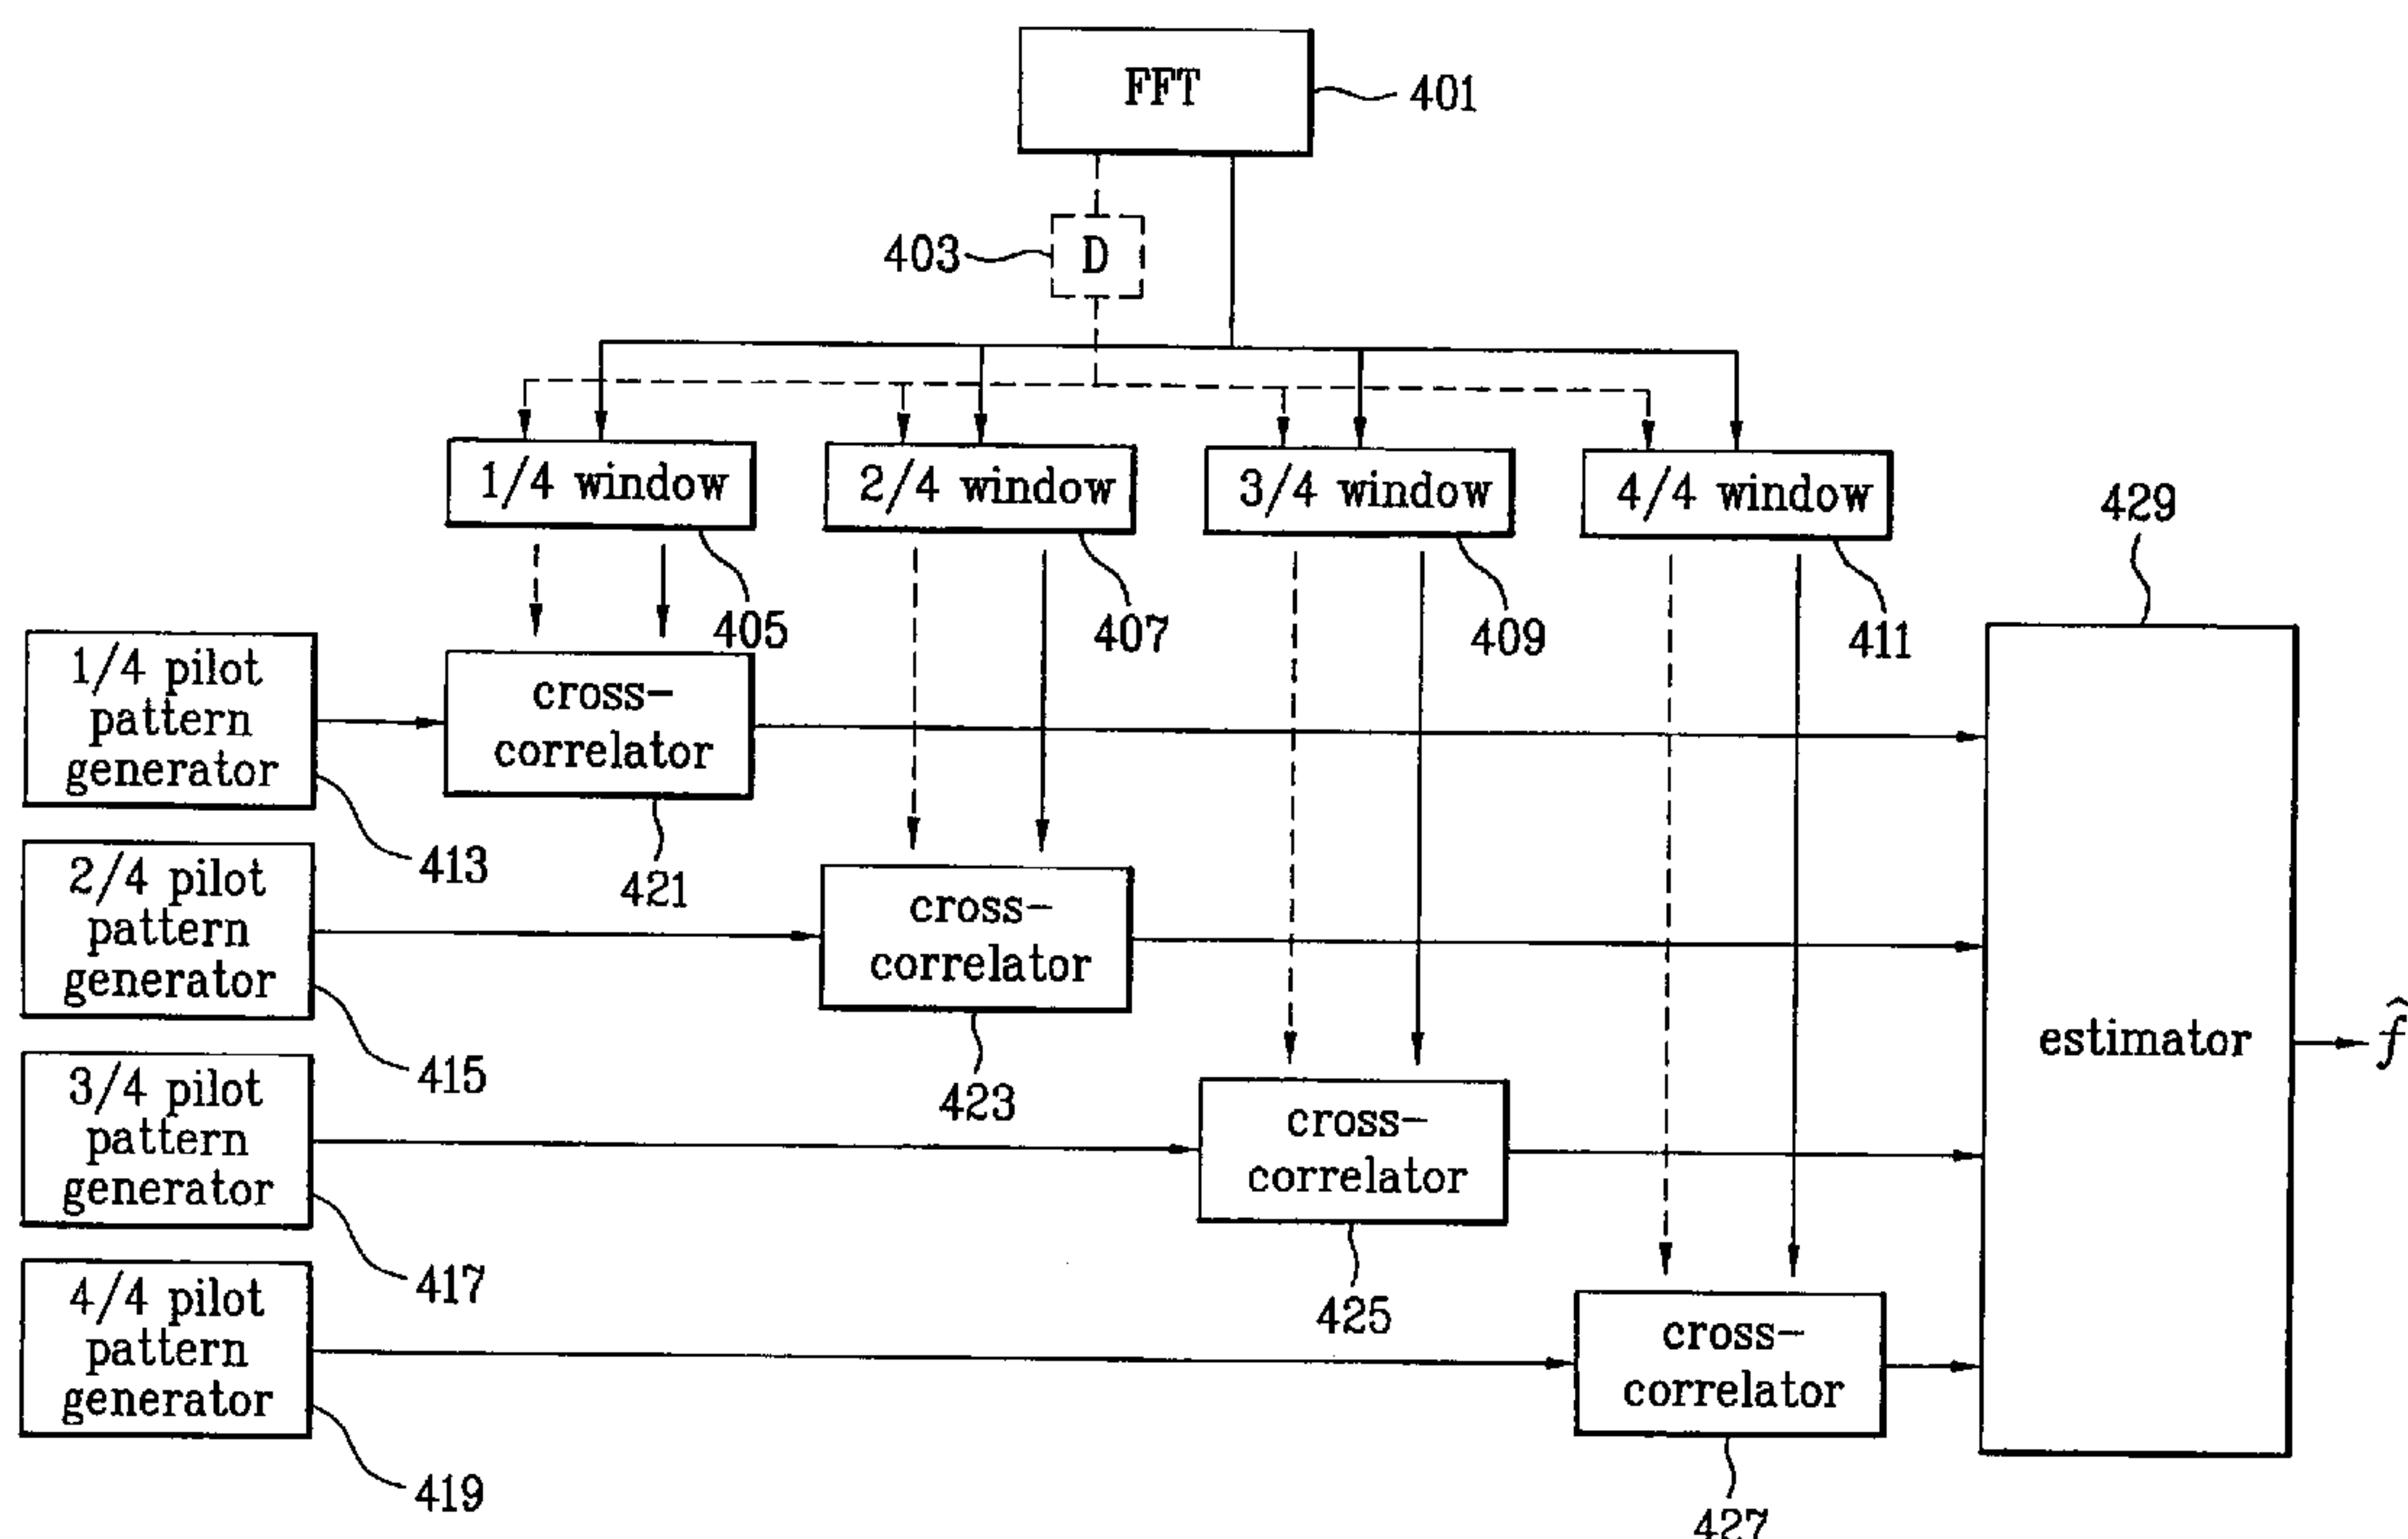 FFT
401
403
D
1/4 window
2/4 window
3/4 window
4/4 window
429
405
407
409
411
1/4 pilot
pattern
generator
cross-
correlator
413
421
2/4 pilot
pattern
generator
cross-
correlator
415
423
3/4 pilot
pattern
generator
cross-
correlator
417
425
4/4 pilot
pattern
generator
cross-
correlator
419
427
estimator
f̂